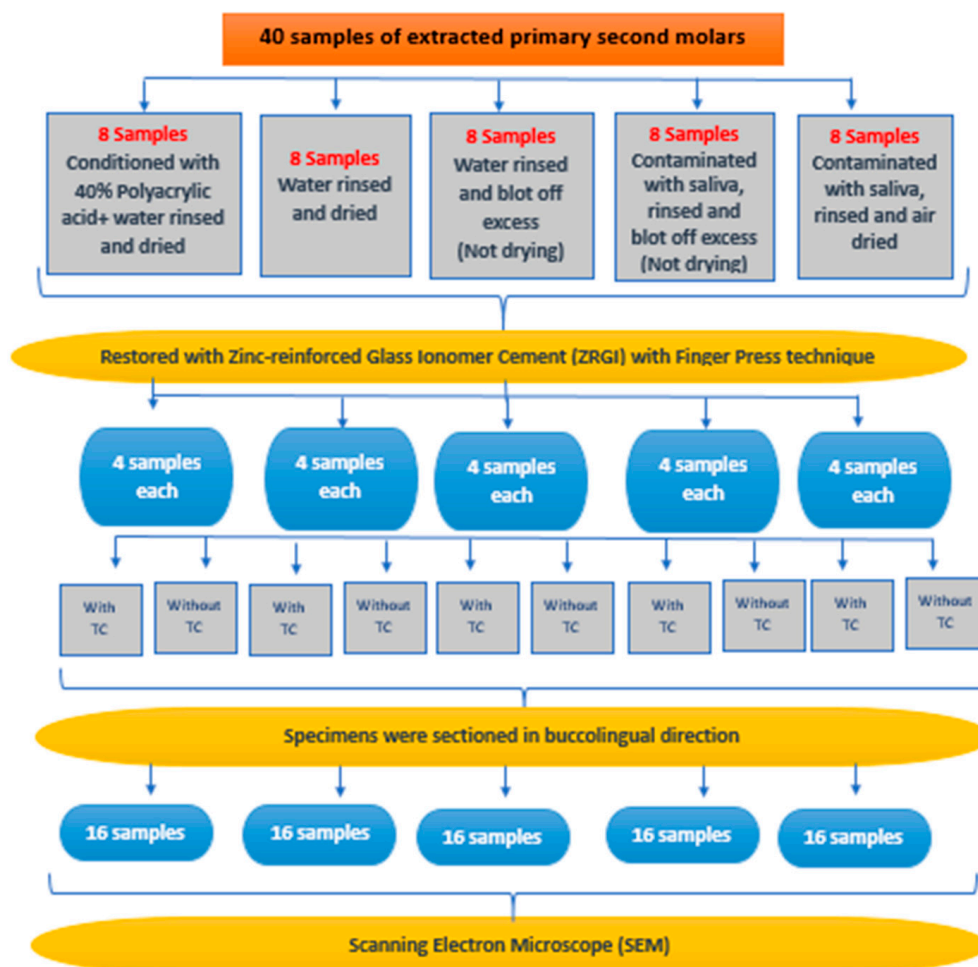 40 samples of extracted primary second molars
8 Samples
Conditioned with
40% Polyacrylic
acid+ water rinsed
and dried
8 Samples
Water rinsed
and dried
8 Samples
Water rinsed
and blot off
excess
(Not drying)
8 Samples
Contaminated
with saliva,
rinsed and
blot off excess
(Not drying)
8 Samples
Contaminated
with saliva,
rinsed and air
dried
Restored with Zinc-reinforced Glass Ionomer Cement (ZRGI) with Finger Press technique
4 samples
each
4 samples
each
4 samples
each
4 samples
each
4 samples
each
With
TC
Without
TC
With
TC
Without
TC
With
TC
Without
TC
With
TC
Without
TC
With
TC
Without
TC
Specimens were sectioned in buccolingual direction
16 samples
16 samples
16 samples
16 samples
16 samples
Scanning Electron Microscope (SEM)